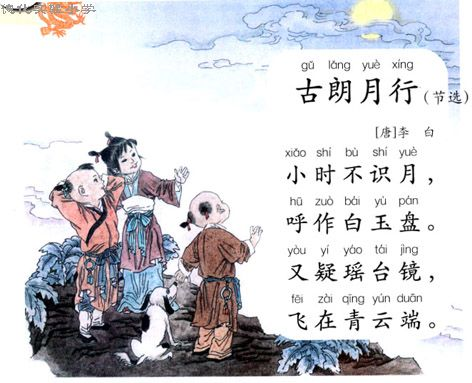 gǔ lǎng yuè xíng
古朗月行(节选)
[唐]李 白
xiǎo shí bù shí yuè
小时不识月，
hū zuò bái yù pán
呼作白玉盘。
yòu yí yáo tái jìng
又疑瑶台镜，
fēi zài qīng yún duān
飞在青云端。